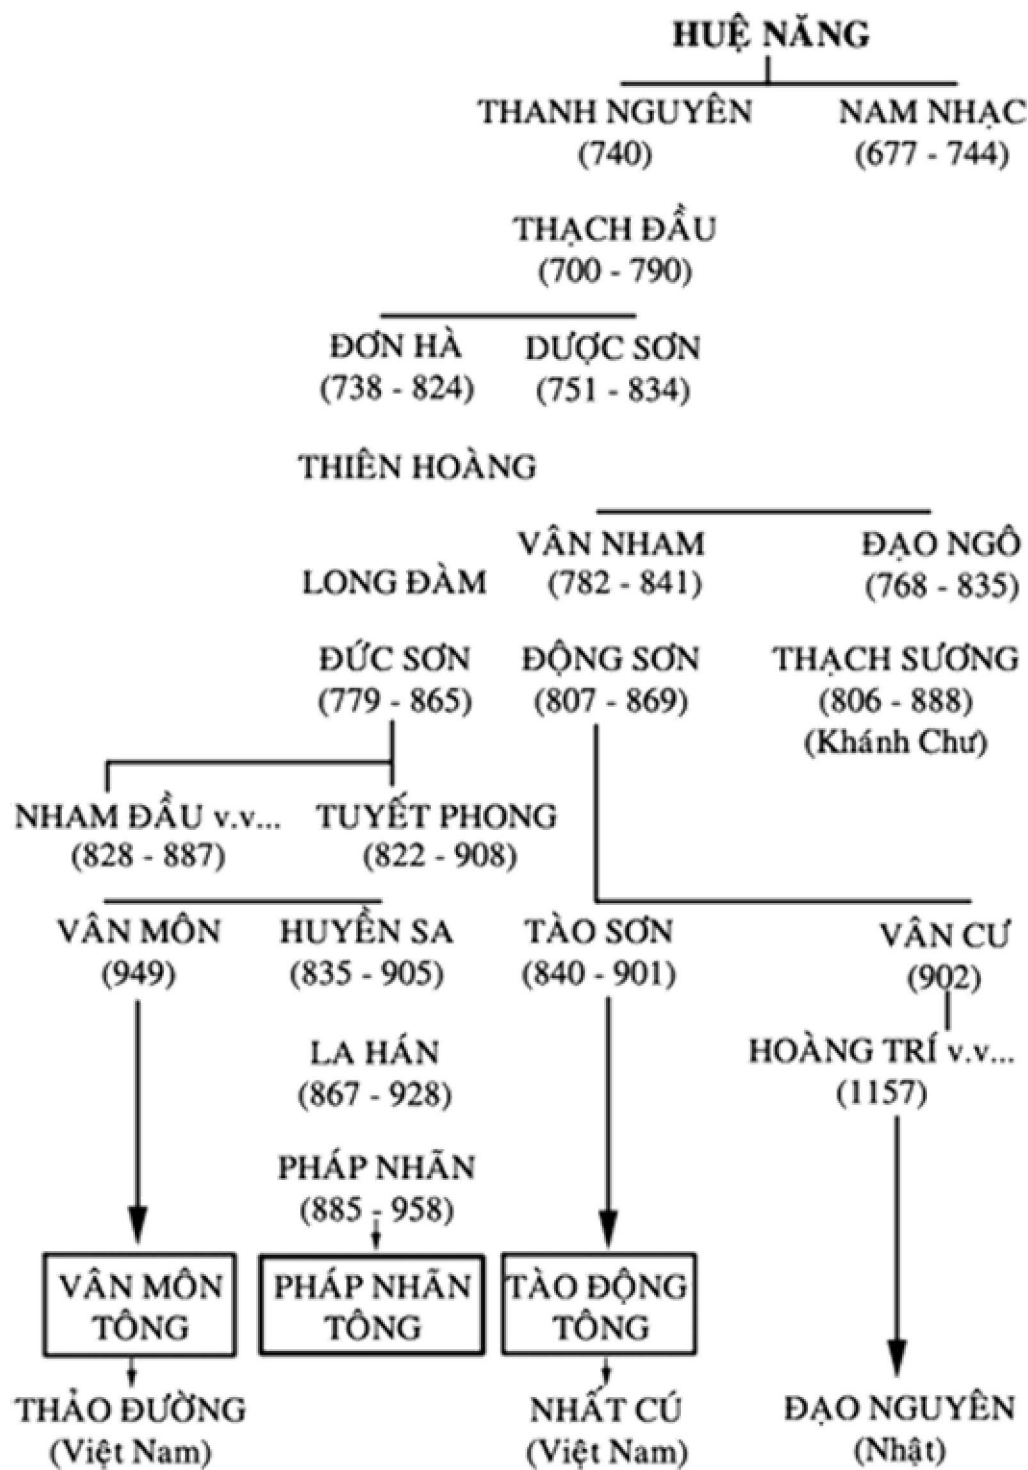 HUỆ NĂNG
THANH NGUYÊN NAM NHẠC
(740) (677 - 744)
THẠCH ĐẦU
(700 - 790)
ĐƠN HÀ DƯỢC SƠN
(738 - 824) (751 - 834)
THIÊN HOÀNG
VÂN NHAM ĐẠO NGÔ
LONG ĐÀM (782 - 841) (768 - 835)
ĐỨC SƠN ĐỘNG SƠN THẠCH SƯƠNG
(779 - 865) (807 - 869) (806 - 888)
(Khánh Chư)
NHAM ĐẦU v.v... TUYẾT PHONG
(828 - 887) (822 - 908)
VÂN MÔN HUYỀN SA TÀO SƠN VÂN CƯ
(949) (835 - 905) (840 - 901) (902)
LA HÁN HOÀNG TRÍ v.v...
(867 - 928) (1157)
PHÁP NHÃN
(885 - 958)
VÂN MÔN PHÁP NHÃN TÀO ĐỘNG
TÔNG TÔNG TÔNG
THẢO ĐƯỜNG NHẤT CÚ ĐẠO NGUYÊN
(Việt Nam) (Việt Nam) (Nhật)